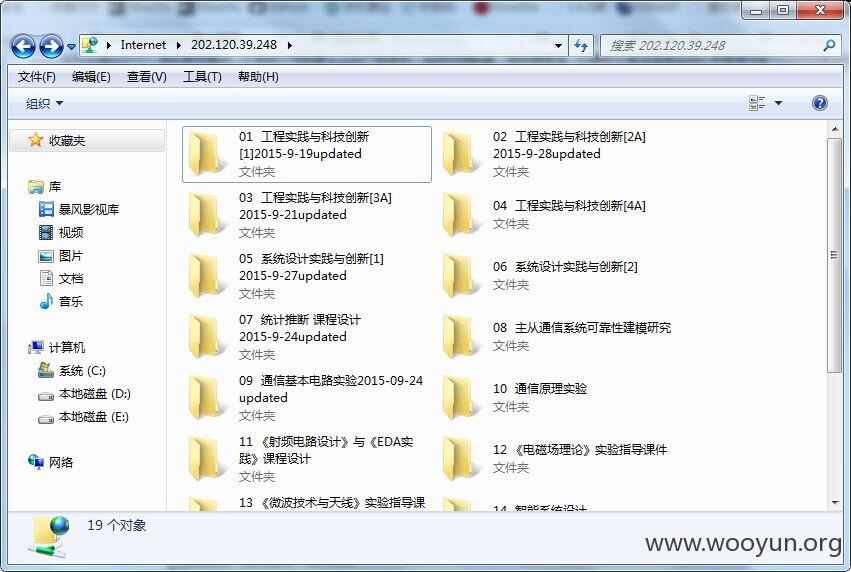 Internet
202.120.39.248
搜索 202.120.39.248
文件(F)
编辑(E)
查看(V)
工具(T)
帮助(H)
组织
收藏夹
库
暴风影视库
视频
图片
文档
音乐
计算机
系统 (C:)
本地磁盘 (D:)
本地磁盘 (E:)
网络
01 工程实践与科技创新
[1]2015-9-19updated
文件夹
02 工程实践与科技创新[2A]
2015-9-28updated
文件夹
03 工程实践与科技创新[3A]
2015-9-21updated
文件夹
04 工程实践与科技创新[4A]
文件夹
05 系统设计实践与创新[1]
2015-9-27updated
文件夹
06 系统设计实践与创新[2]
文件夹
07 统计推断 课程设计
2015-9-24updated
文件夹
08 主从通信系统可靠性建模研究
文件夹
09 通信基本电路实验2015-09-24
updated
文件夹
10 通信原理实验
文件夹
11 《射频电路设计》与《EDA实
践》课程设计
文件夹
12 《电磁场理论》实验指导课件
文件夹
13 《微波技术与天线》实验指导课
14 智能系统设计
19 个对象
www.wooyun.org